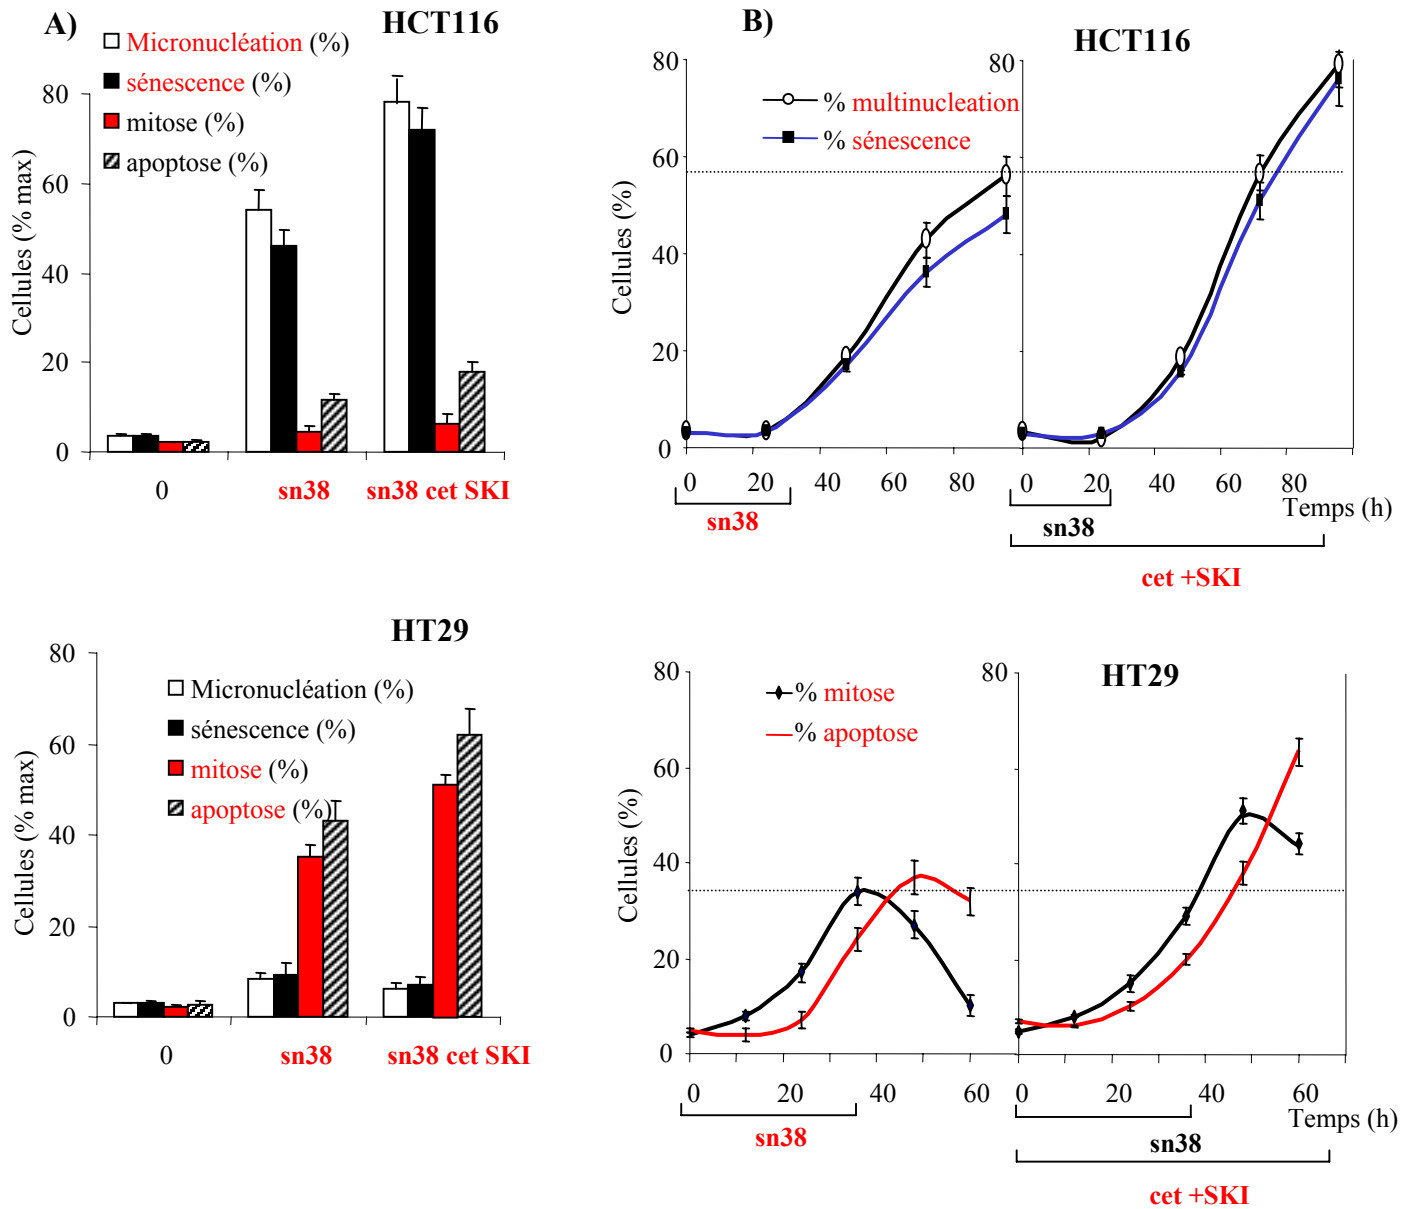 A)
HCT116
Micronucléation (%)
sénescence (%)
mitose (%)
apoptose (%)
Cellules (% max)
80
60
40
20
0
0
sn38
sn38 cet SKI
B)
HCT116
% multinucleation
% sénescence
Cellules (%)
80
60
40
20
0
80
0
20
40
60
80
0
20
40
60
80
Temps (h)
sn38
sn38
cet +SKI
HT29
Micronucléation (%)
sénescence (%)
mitose (%)
apoptose (%)
Cellules (% max)
80
60
40
20
0
0
sn38
sn38 cet SKI
HT29
% mitose
% apoptose
Cellules (%)
80
60
40
20
0
80
0
20
40
60
0
20
40
60
Temps (h)
sn38
sn38
cet +SKI